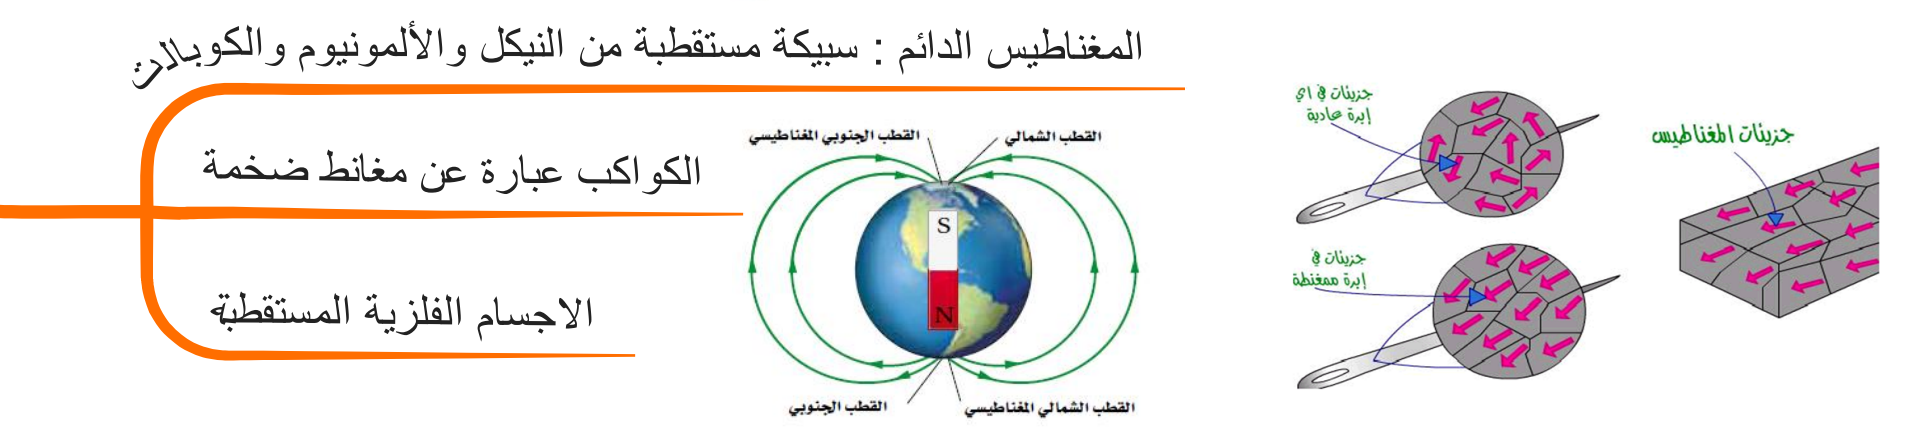 المغناطيس الدائم : سبيكة مستقطبة من النيكل والألمونيوم والكوبالت
الكواكب عبارة عن مغانط ضخمة
الاجسام الفلزية المستقطبة
القطب الشمالي
القطب الجنوبي المغناطيسي
S
N
القطب الشمالي المغناطيسي
القطب الجنوبي
جزيئات في اي
إبرة عادية
جزيئات في
إبرة ممغنطة
جزيئات المغناطيس